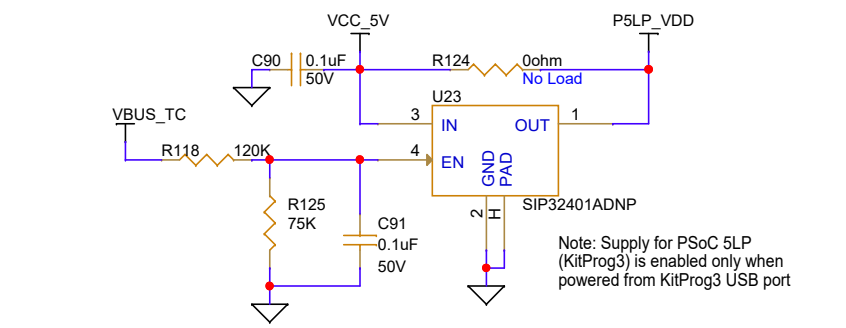 VCC_5V
P5LP_VDD
C90
0.1uF
50V
R124
0ohm
No Load
U23
VBUS_TC
3
IN
OUT
1
R118
120K
4
EN
GND
PAD
R125
75K
2
H
SIP32401ADNP
C91
0.1uF
50V
Note: Supply for PSoC 5LP
(KitProg3) is enabled only when
powered from KitProg3 USB port